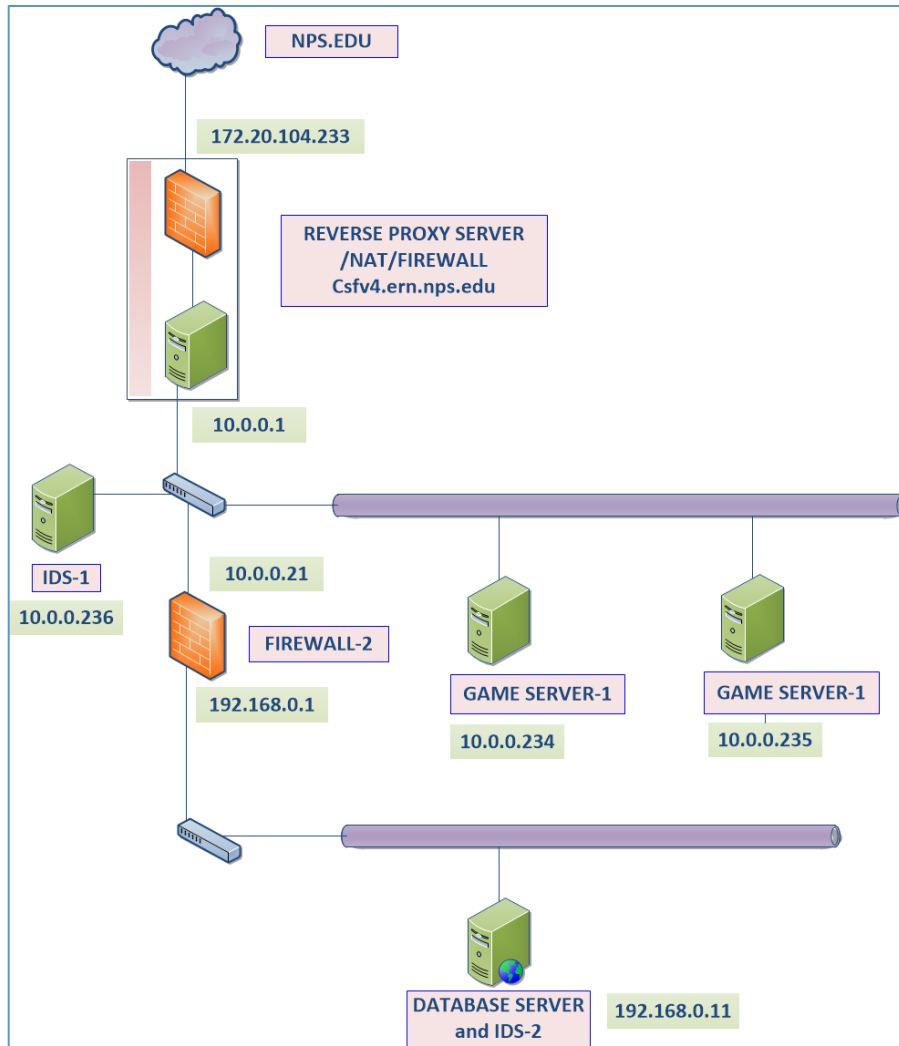 NPS.EDU
172.20.104.233
REVERSE PROXY SERVER
/NAT/FIREWALL
Csfv4.ern.nps.edu
10.0.0.1
IDS-1
10.0.0.236
10.0.0.21
FIREWALL-2
192.168.0.1
GAME SERVER-1
10.0.0.234
GAME SERVER-1
10.0.0.235
DATABASE SERVER
and IDS-2
192.168.0.11